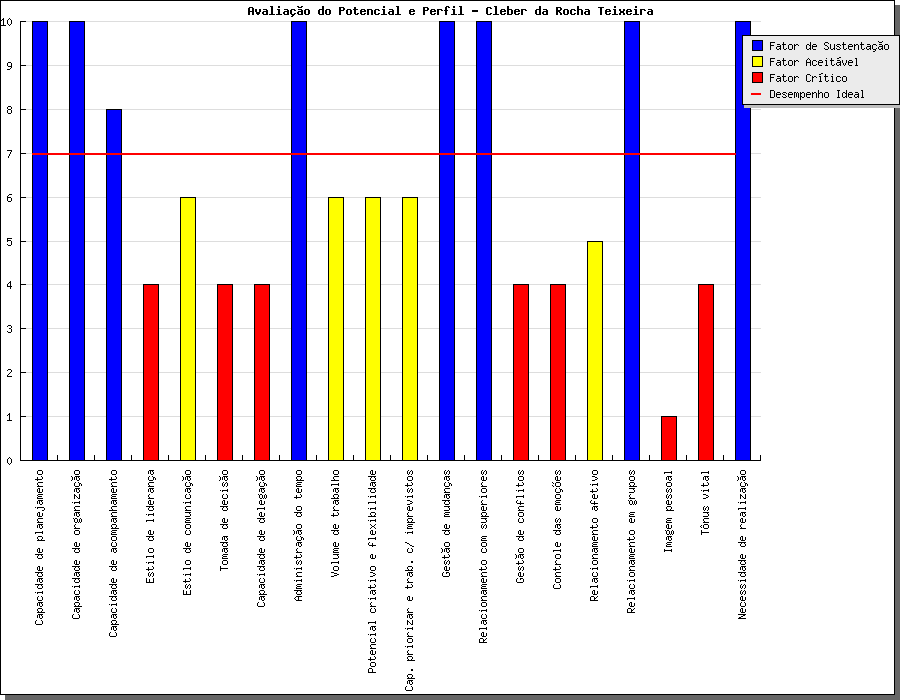 Avaliação do Potencial e Perfil - Cleber da Rocha Teixeira
10
9
8
7
6
5
4
3
2
1
0
Fator de Sustentação
Fator Aceitável
Fator Crítico
Desempenho Ideal
Capacidade de planejamento
Capacidade de organização
Capacidade de acompanhamento
Estilo de liderança
Estilo de comunicação
Tomada de decisão
Capacidade de delegação
Administração do tempo
Volume de trabalho
Potencial criativo e flexibilidade
Cap. priorizar e trab. c/ imprevistos
Gestão de mudanças
Relacionamento com superiores
Gestão de conflitos
Controle das emoções
Relacionamento afetivo
Relacionamento em grupos
Imagem pessoal
Tônus vital
Necessidade de realização